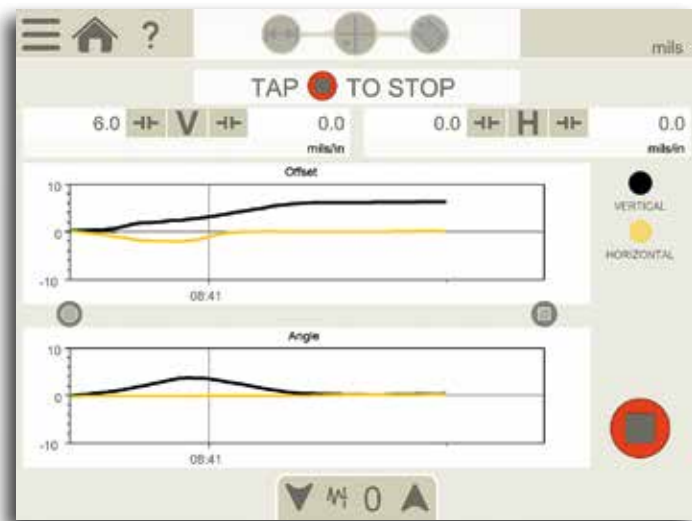 ?
mils
TAP TO STOP
6.0 V 0.0 0.0 H 0.0
mils/in mils/in
Offset
10
0
-10
08:41
VERTICAL
HORIZONTAL
Angle
10
0
-10
08:41
0